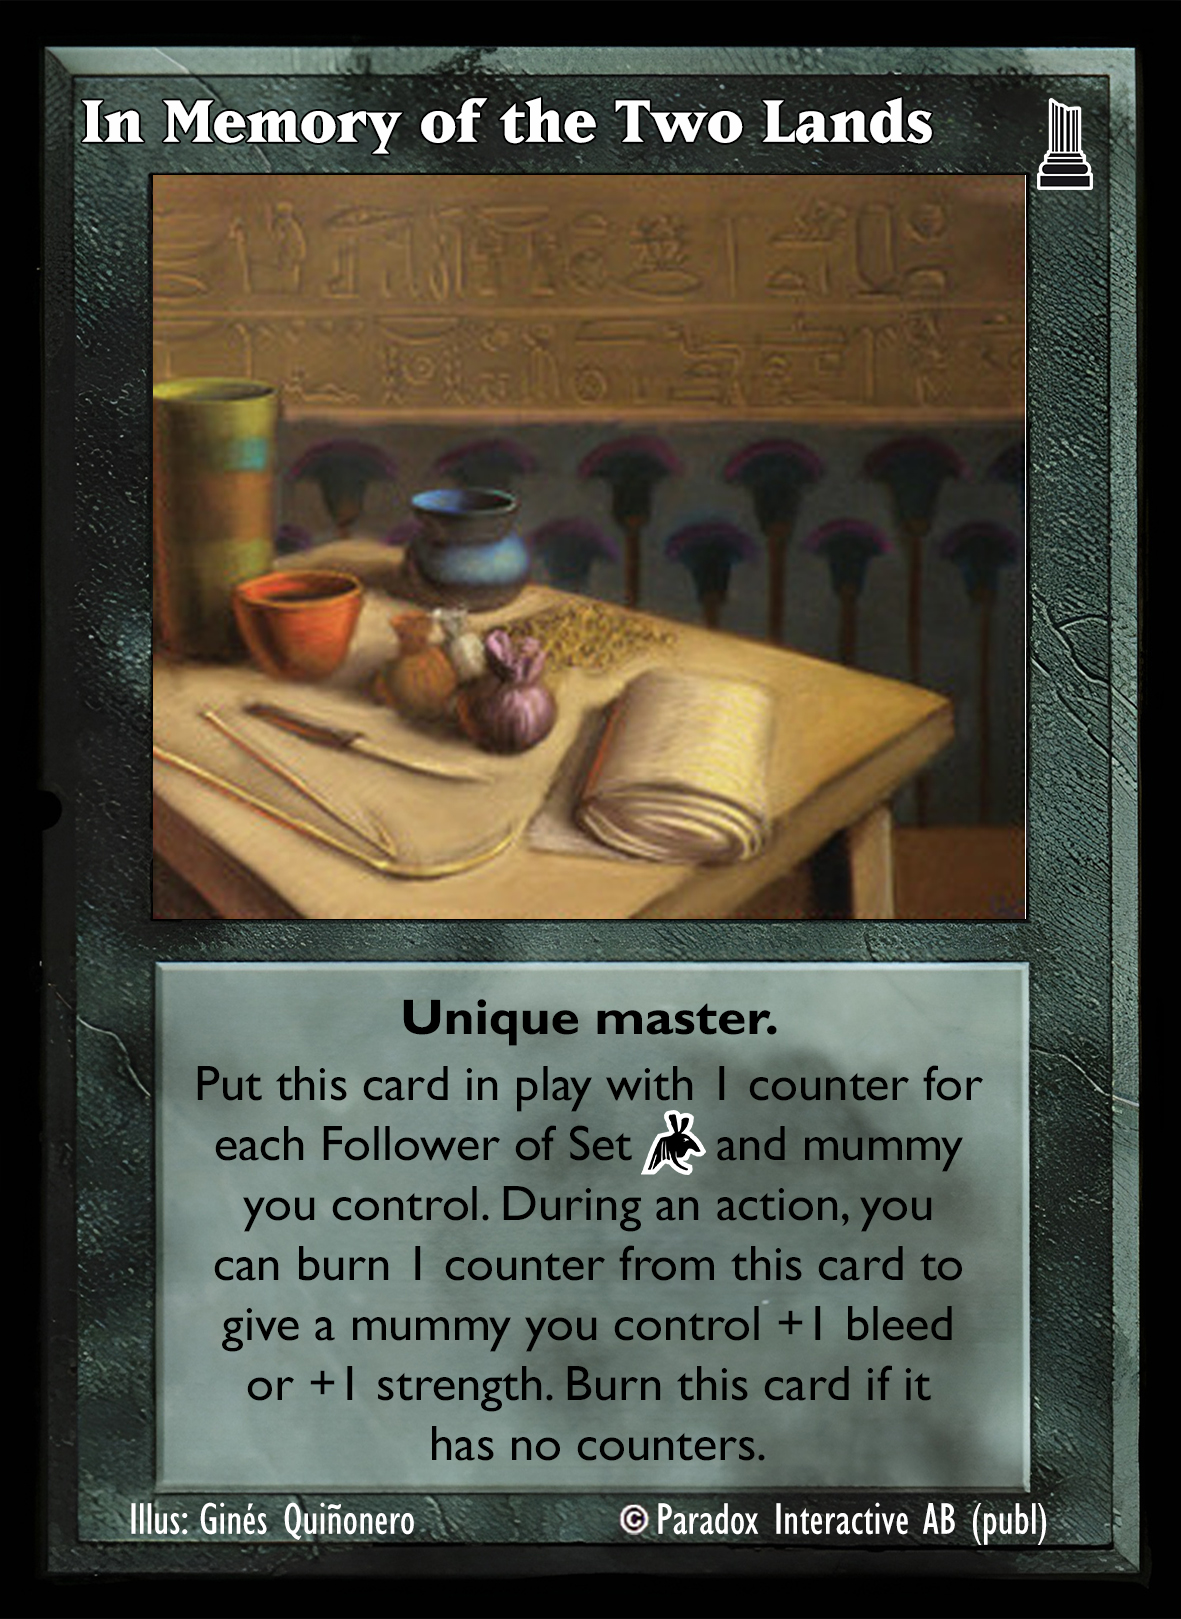 In Memory of the Two Lands
Unique master.
Put this card in play with 1 counter for
each Follower of Set and mummy
you control. During an action, you
can burn 1 counter from this card to
give a mummy you control +1 bleed
or +1 strength. Burn this card if it
has no counters.
Illus: Ginés Quiñonero
© Paradox Interactive AB (publ)